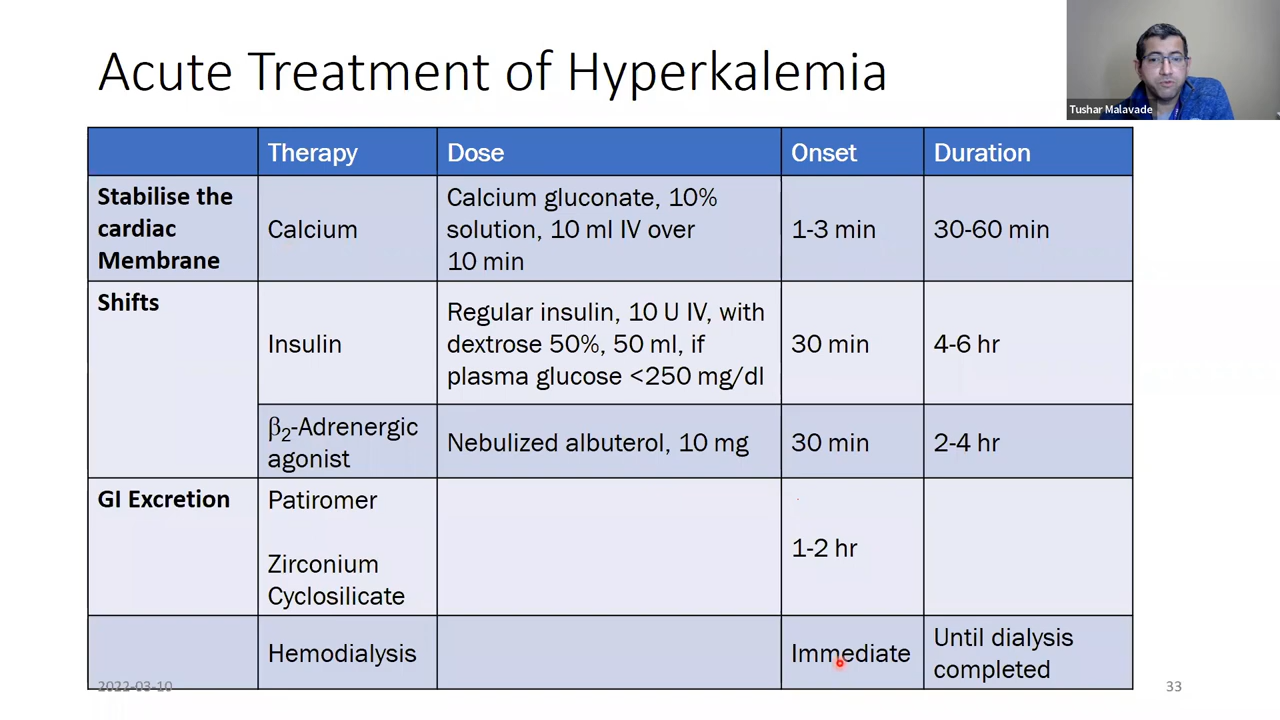 Acute Treatment of Hyperkalemia
Tushar Malavade
Therapy
Dose
Onset
Duration
Stabilise the
cardiac
Membrane
Calcium
Calcium gluconate, 10%
solution, 10 ml IV over
10 min
1-3 min
30-60 min
Shifts
Insulin
Regular insulin, 10 U IV, with
dextrose 50%, 50 ml, if
plasma glucose <250 mg/dl
30 min
4-6 hr
β2-Adrenergic
agonist
Nebulized albuterol, 10 mg
30 min
2-4 hr
GI Excretion
Patiromer
Zirconium
Cyclosilicate
1-2 hr
Hemodialysis
Immediate
Until dialysis
completed
2022-03-10
33